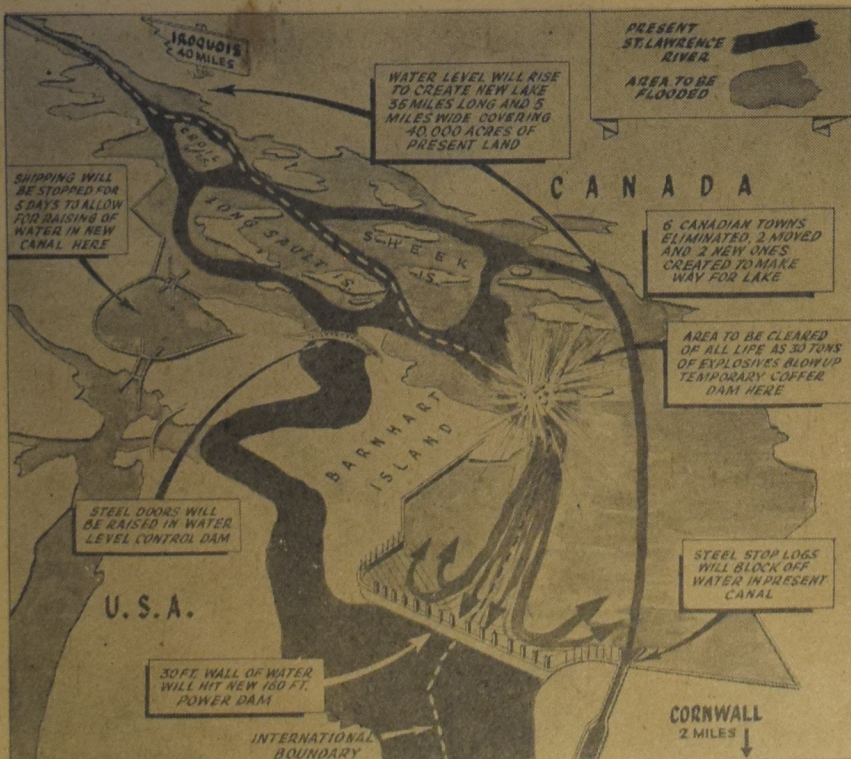 IROQUOIS
40 MILES
PRESENT
ST. LAWRENCE
RIVER
AREA TO BE
FLOODED
WATER LEVEL WILL RISE
TO CREATE NEW LAKE
35 MILES LONG AND 5
MILES WIDE COVERING
40,000 ACRES OF
PRESENT LAND
CANADA
SHIPPING WILL
BE STOPPED FOR
5 DAYS TO ALLOW
FOR RAISING OF
WATER IN NEW
CANAL HERE
IS.
LONG SAULT IS.
SHEEK
IS.
6 CANADIAN TOWNS
ELIMINATED, 2 MOVED
AND 2 NEW ONES
CREATED TO MAKE
WAY FOR LAKE
AREA TO BE CLEARED
OF ALL LIFE AS 30 TONS
OF EXPLOSIVES BLOW UP
TEMPORARY COFFER
DAM HERE
BARNHART
ISLAND
STEEL DOORS WILL
BE RAISED IN WATER
LEVEL CONTROL DAM
STEEL STOP LOGS
WILL BLOCK OFF
WATER IN PRESENT
CANAL
U.S.A.
30 FT. WALL OF WATER
WILL HIT NEW 160 FT.
POWER DAM
CORNWALL
2 MILES
INTERNATIONAL
BOUNDARY